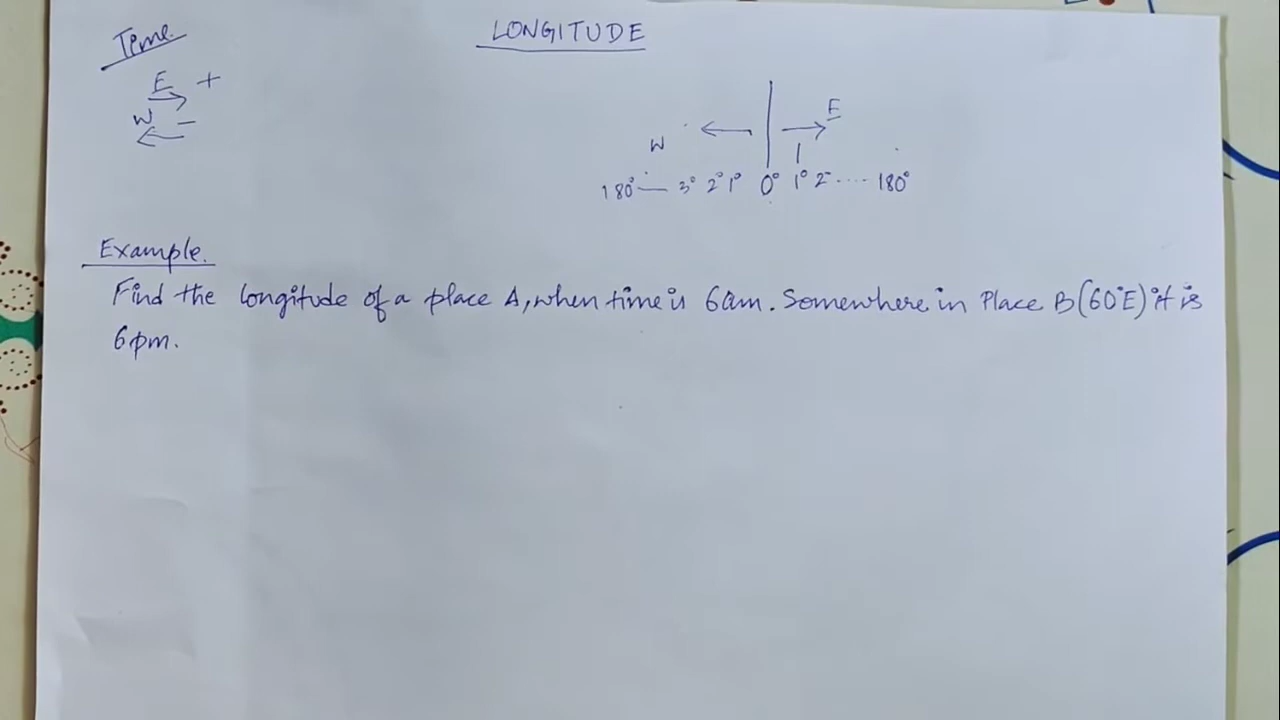 Time
LONGITUDE
E +
W -
E
W
180° — 3° 2° 1° 0° 1° 2° .... 180°
Example.
Find the longitude of a place A, when time is 6am. Somewhere in Place B(60°E) it is
6pm.